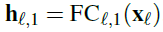 h_{ℓ,1} = FC_{ℓ,1}(x_ℓ)